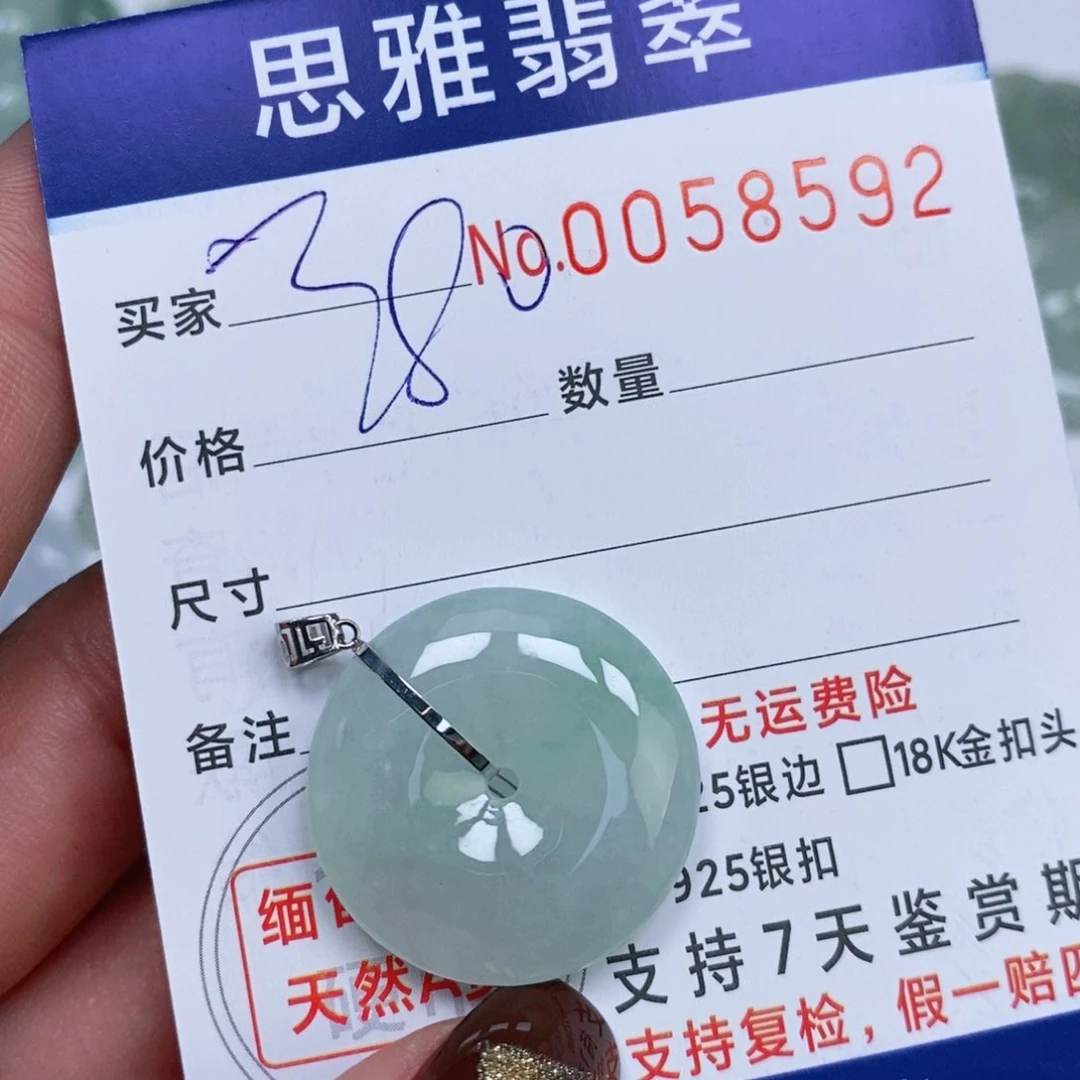 思雅翡翠
No.0058592
380
买家
价格 数量
尺寸
备注
无运费险
25银边 □18K金扣头
925银扣
缅
天然A
支持7天鉴赏期
支持复检，假一赔四